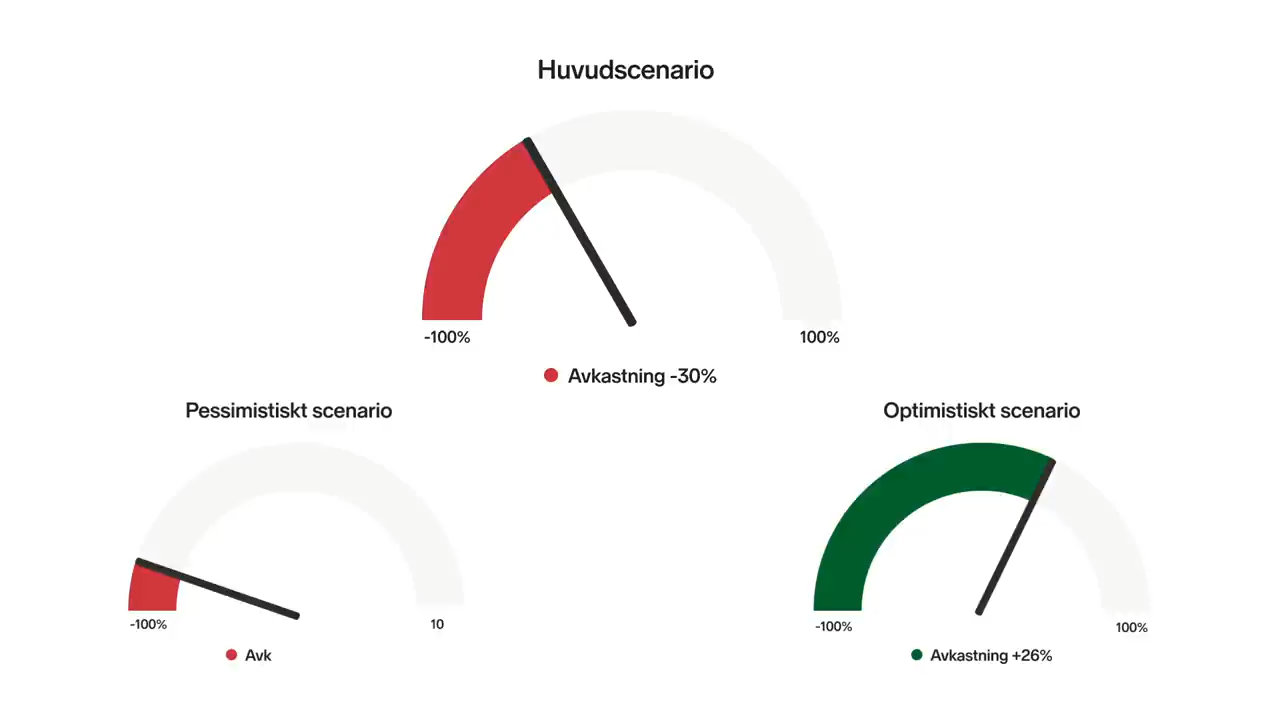 Huvudscenario
-100%
100%
Avkastning -30%
Pessimistiskt scenario
-100%
10
Avk
Optimistiskt scenario
-100%
100%
Avkastning +26%